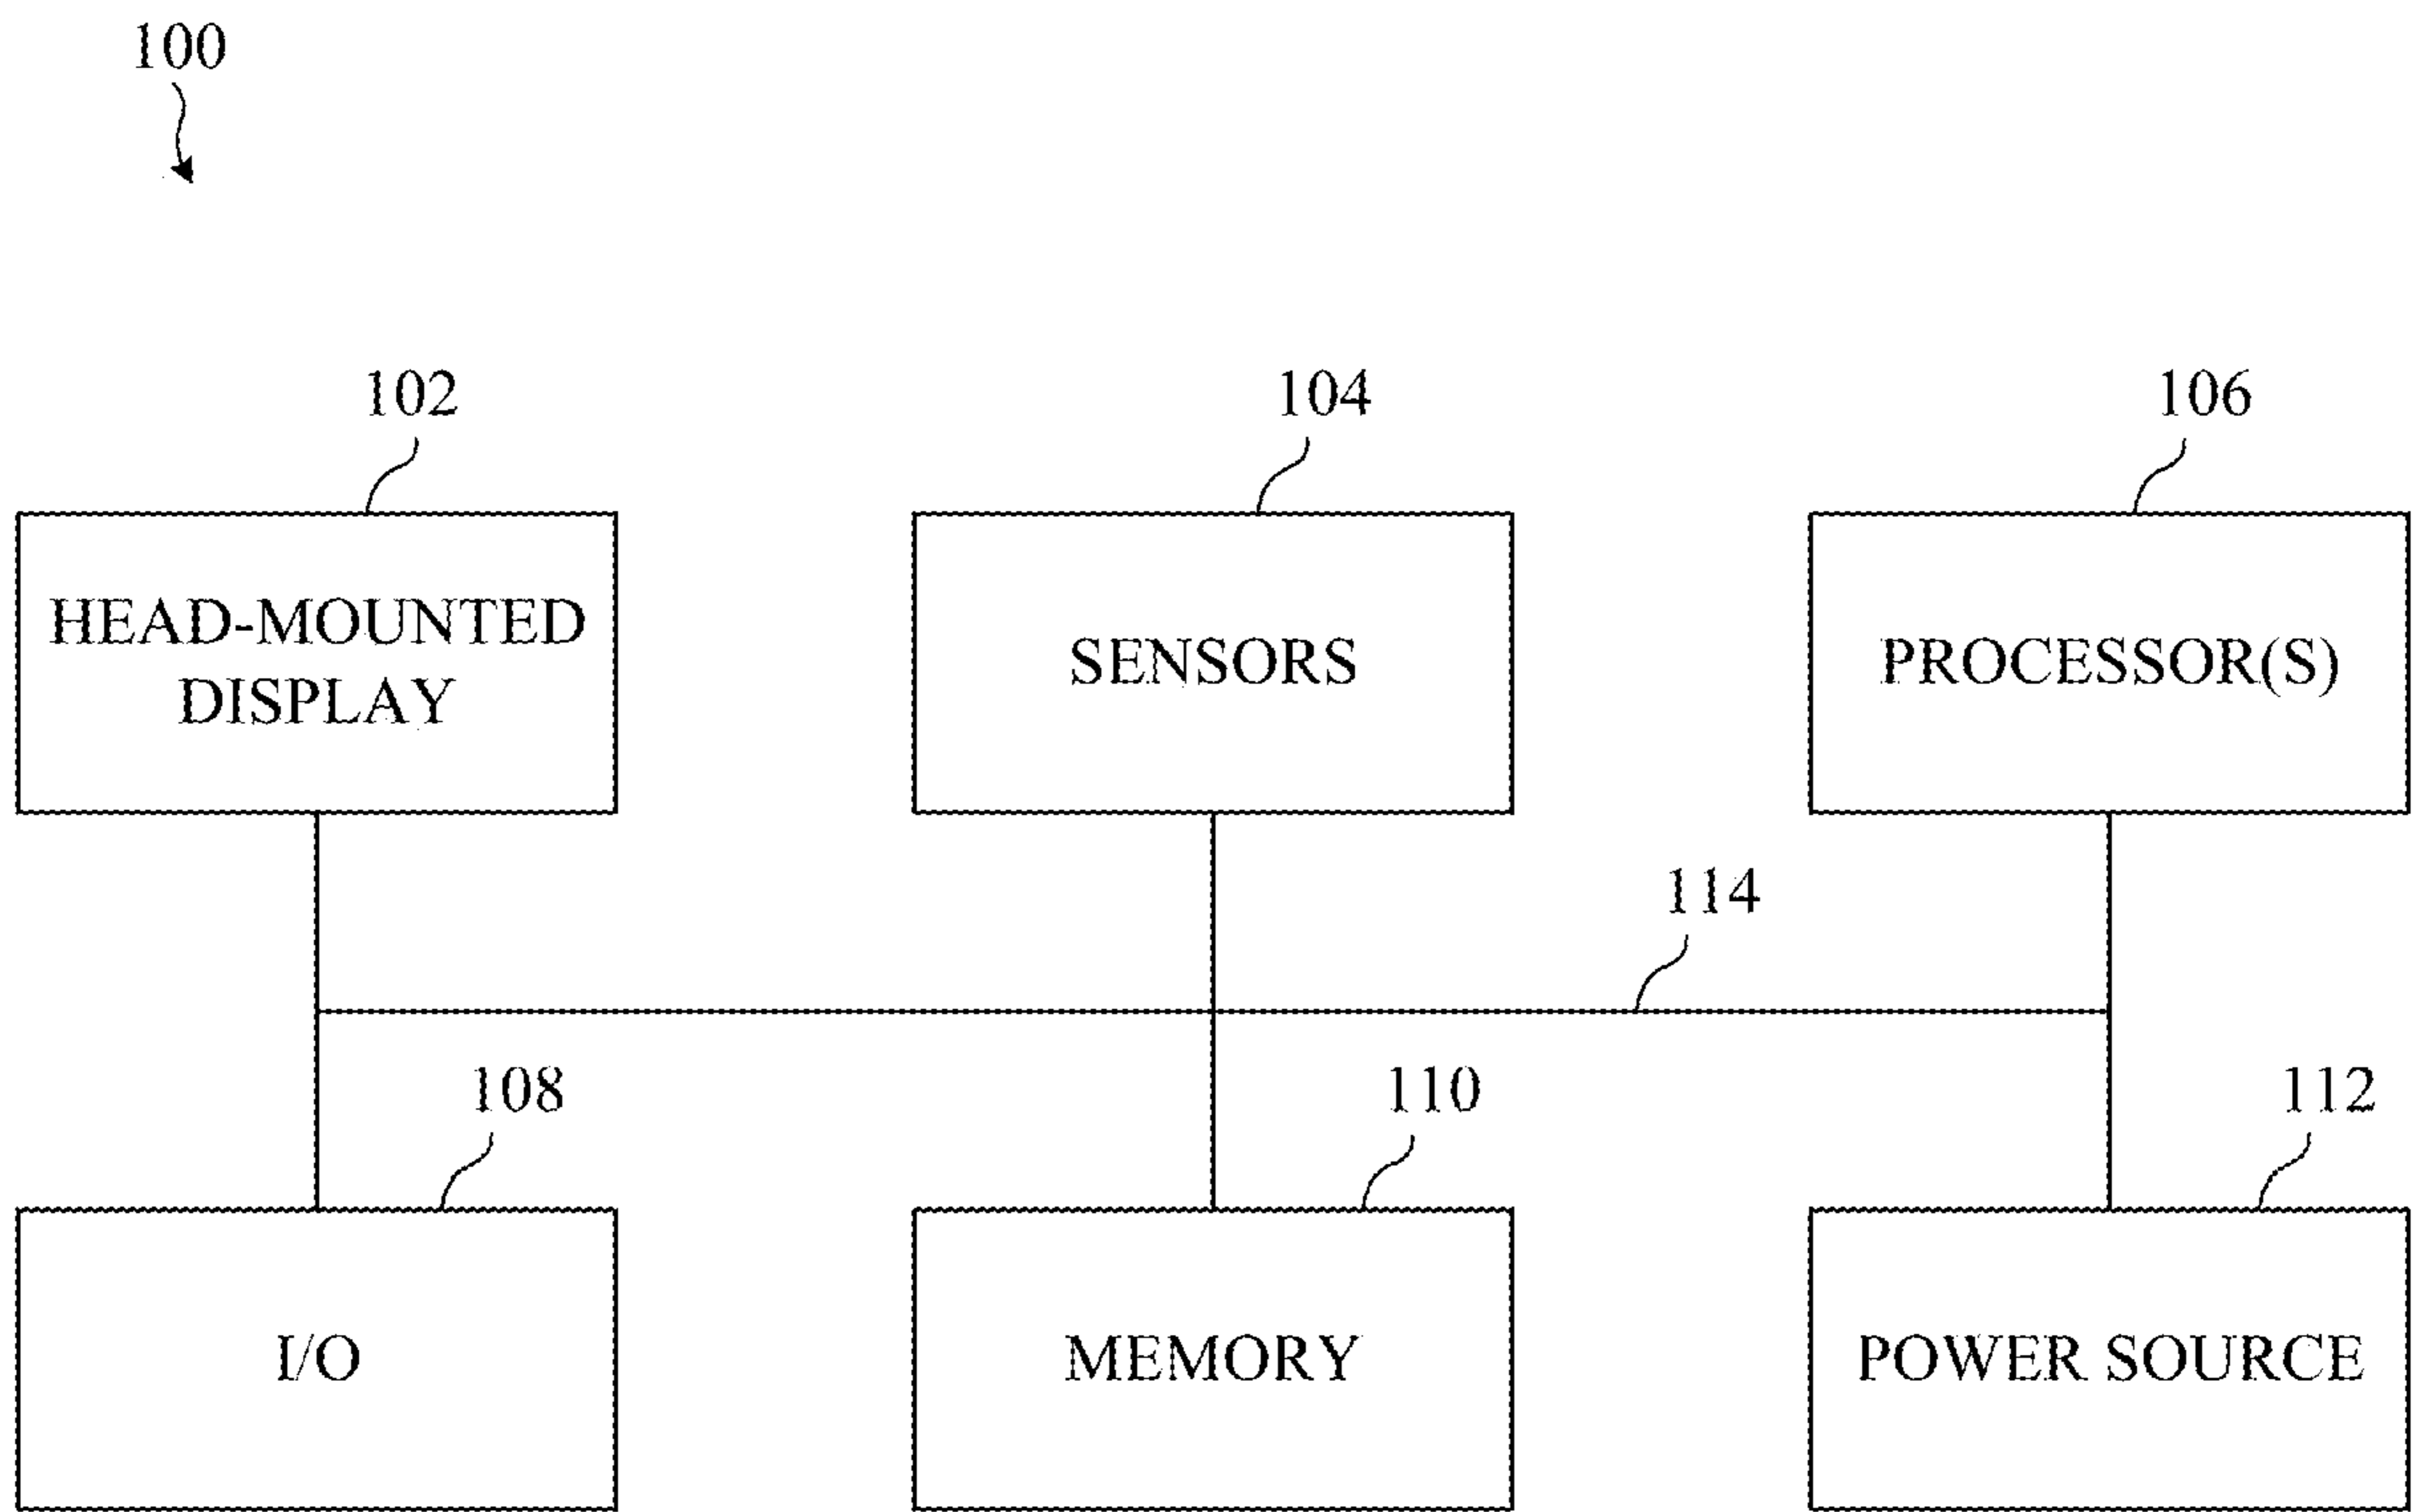 100
102
104
106
HEAD-MOUNTED
DISPLAY
SENSORS
PROCESSOR(S)
114
108
110
112
I/O
MEMORY
POWER SOURCE